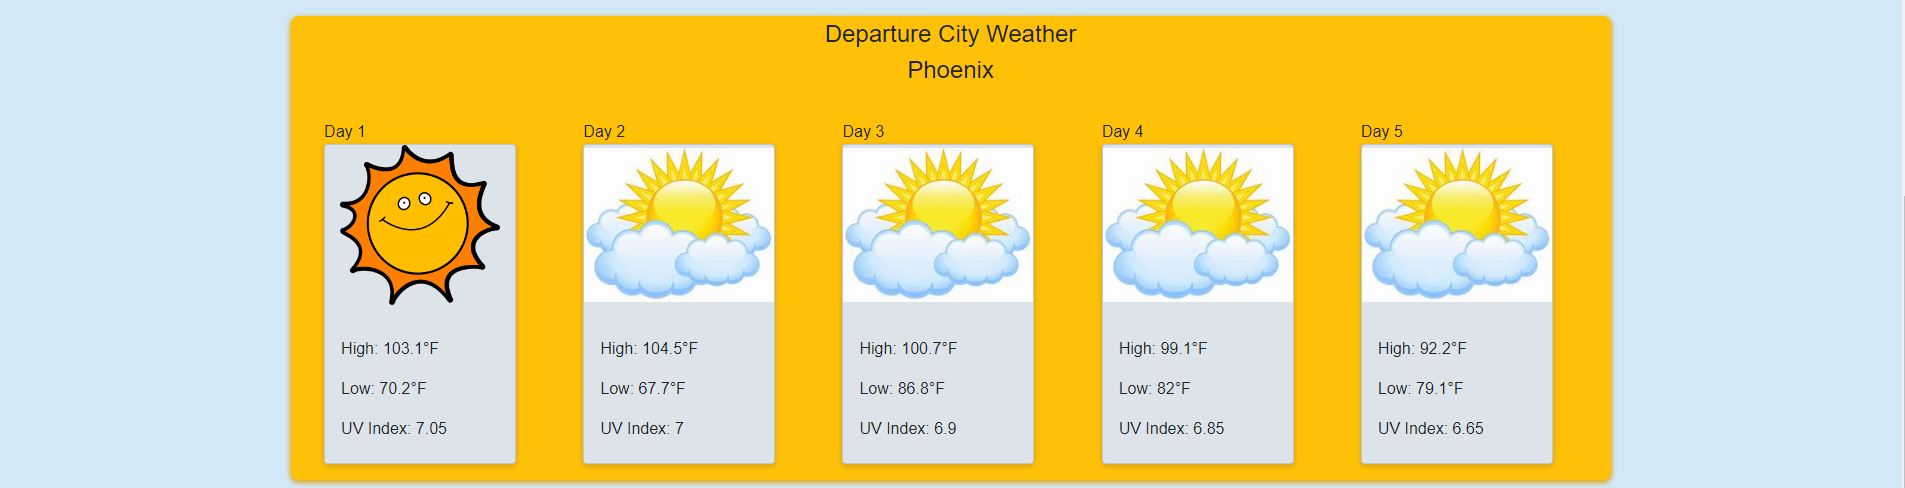 Departure City Weather
Phoenix
Day 1
High: 103.1°F
Low: 70.2°F
UV Index: 7.05
Day 2
High: 104.5°F
Low: 67.7°F
UV Index: 7
Day 3
High: 100.7°F
Low: 86.8°F
UV Index: 6.9
Day 4
High: 99.1°F
Low: 82°F
UV Index: 6.85
Day 5
High: 92.2°F
Low: 79.1°F
UV Index: 6.65